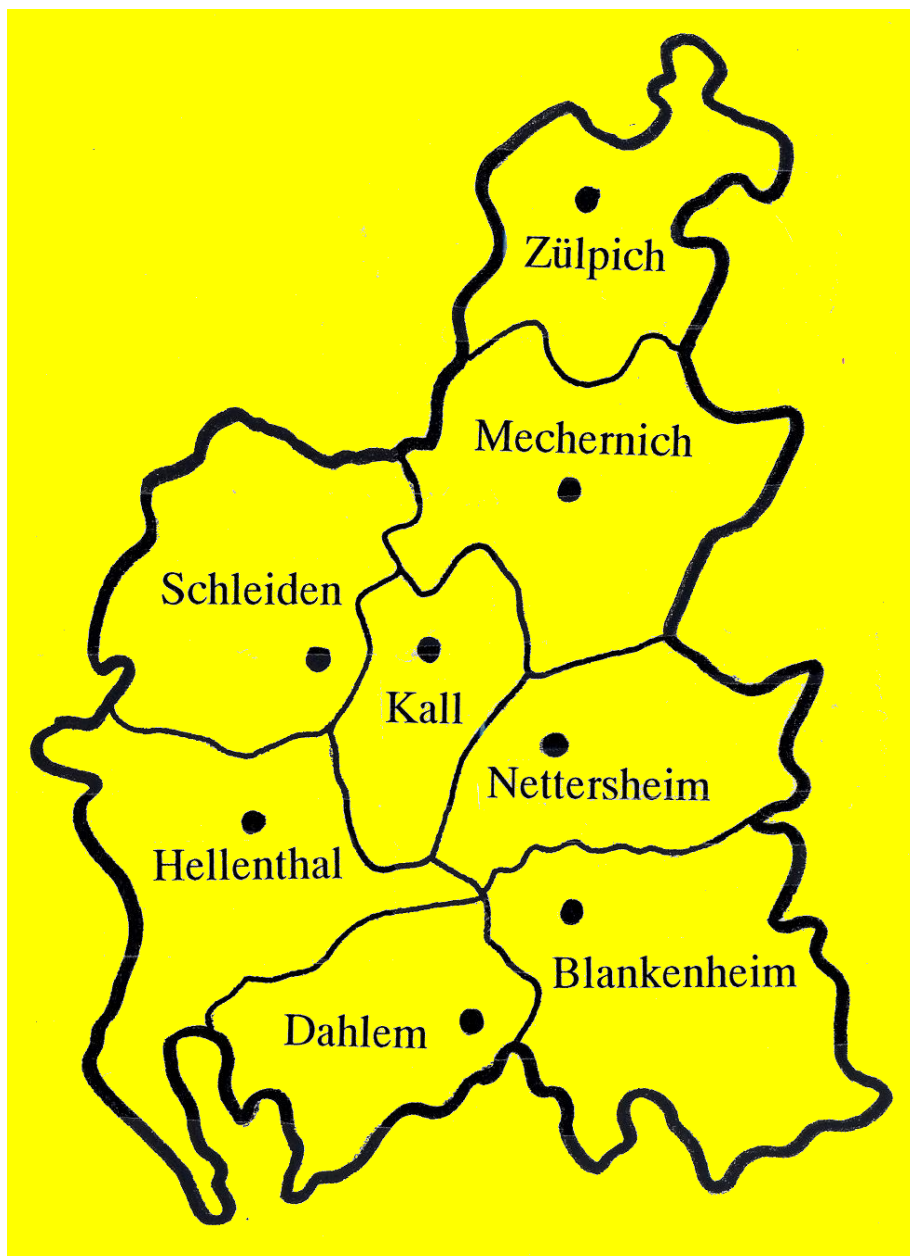 Zülpich
Mechernich
Schleiden
Kall
Nettersheim
Hellenthal
Blankenheim
Dahlem